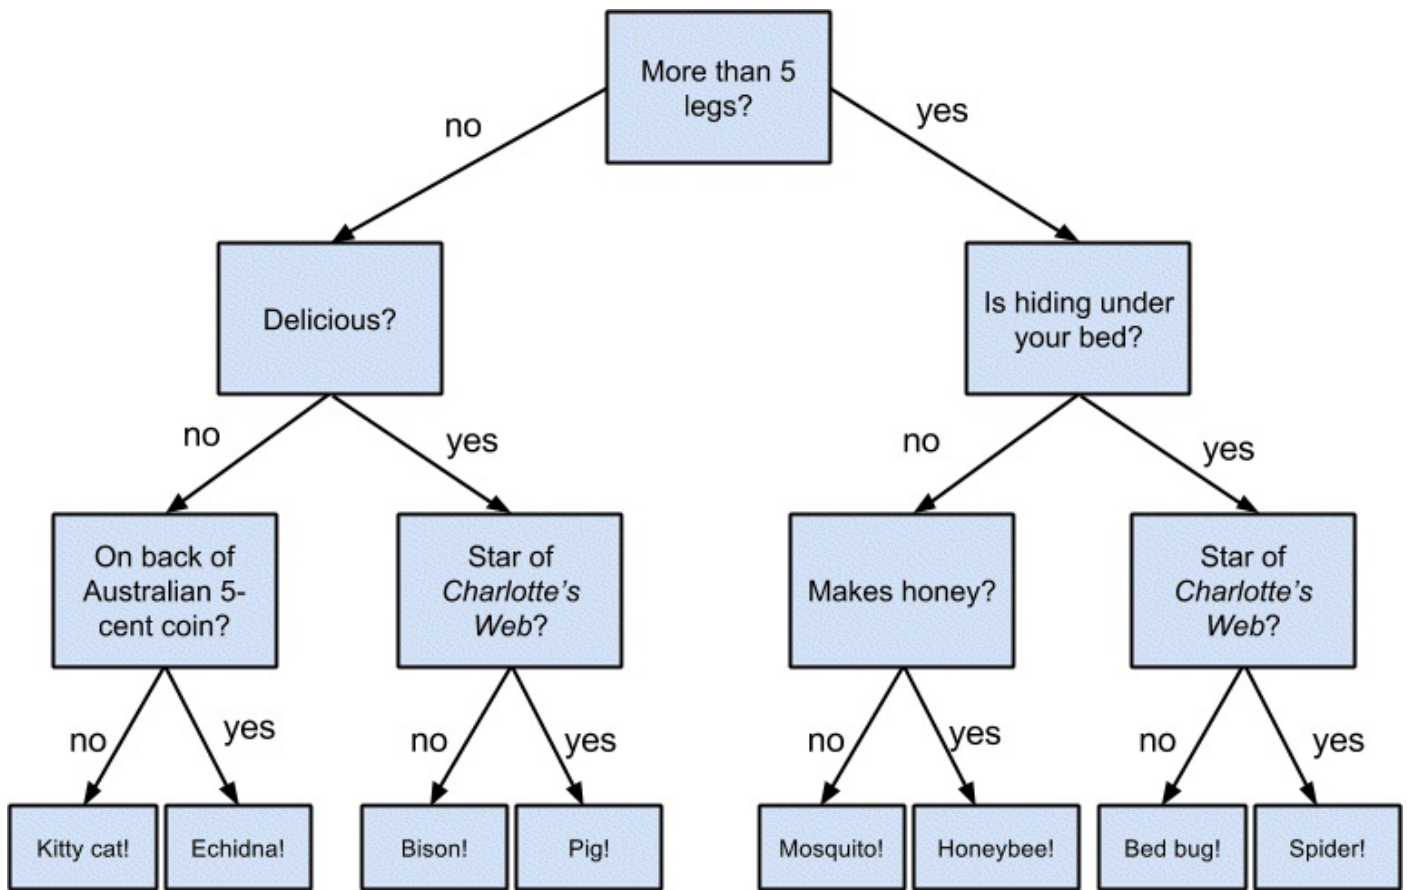 More than 5
legs?
no
yes
Delicious?
Is hiding under
your bed?
no
yes
no
yes
On back of
Australian 5-
cent coin?
Star of
Charlotte's
Web?
Makes honey?
Star of
Charlotte's
Web?
no
yes
no
yes
no
yes
no
yes
Kitty cat!
Echidna!
Bison!
Pig!
Mosquito!
Honeybee!
Bed bug!
Spider!